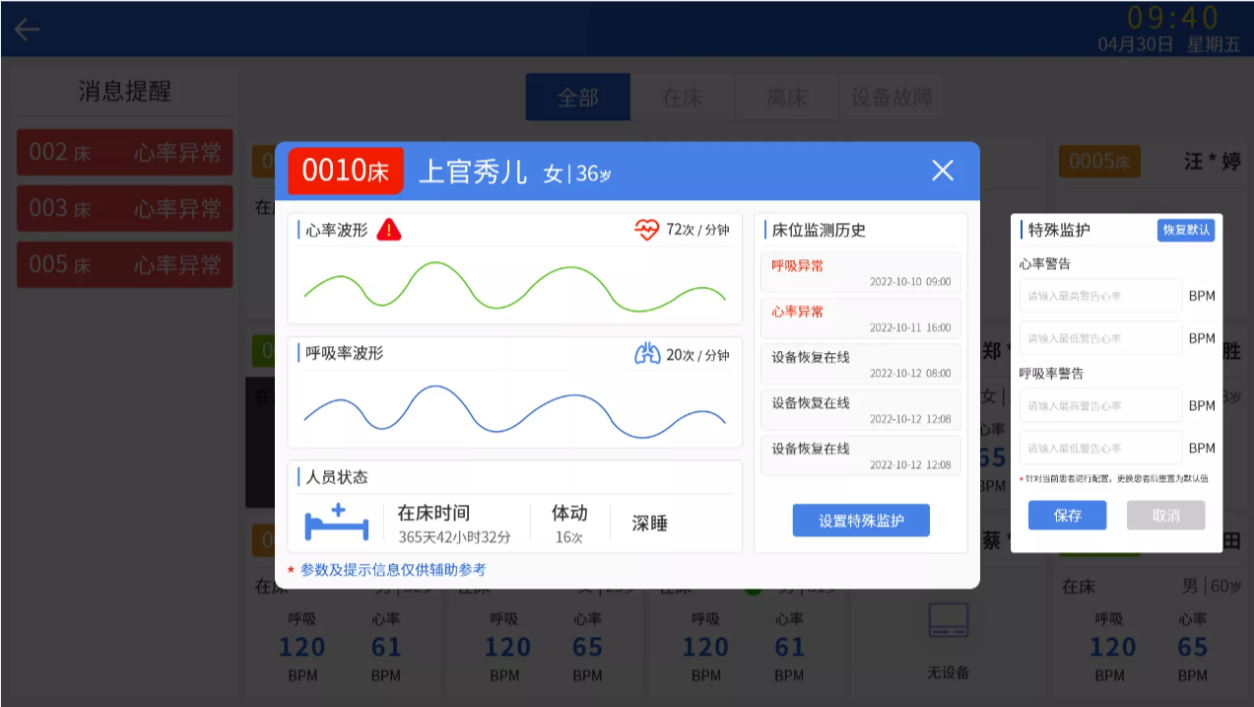 09:40
04月30日 星期五
消息提醒
全部
在床
离床
设备故障
002 床 心率异常
003 床 心率异常
005 床 心率异常
0005床
汪 * 婷
0010床 上官秀儿 女 | 36岁
心率波形
72次 / 分钟
呼吸率波形
20次 / 分钟
人员状态
在床时间
365天42小时32分
体动
16次
深睡
* 参数及提示信息仅供辅助参考
床位监测历史
呼吸异常
2022-10-10 09:00
心率异常
2022-10-11 16:00
设备恢复在线
2022-10-12 08:00
设备恢复在线
2022-10-12 12:08
设备恢复在线
2022-10-12 12:08
设置特殊监护
特殊监护
恢复默认
心率警告
请输入最高警告心率
BPM
请输入最低警告心率
BPM
呼吸率警告
请输入最高警告心率
BPM
请输入最低警告心率
BPM
* 针对当前患者进行配置，更换患者后重置为默认值
保存
取消
郑
胜
女 |
心率
65
BPM
蔡
田
呼吸
120
BPM
心率
61
BPM
呼吸
120
BPM
心率
65
BPM
呼吸
120
BPM
心率
61
BPM
无设备
在床
男 | 60岁
呼吸
120
BPM
心率
65
BPM